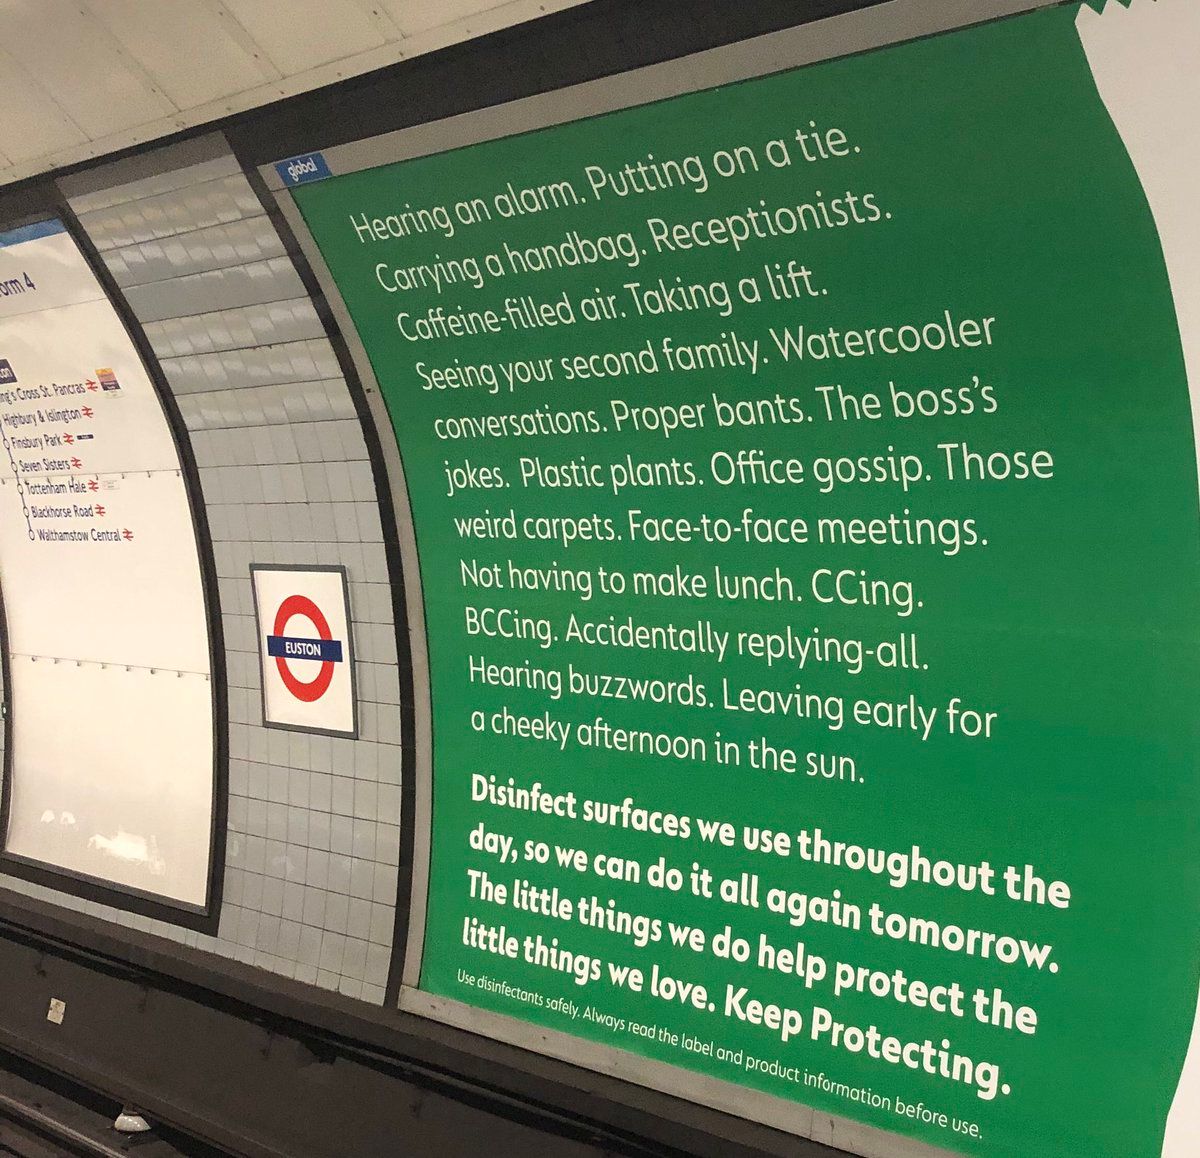 global
Hearing an alarm. Putting on a tie.
Carrying a handbag. Receptionists.
Caffeine-filled air. Taking a lift.
Seeing your second family. Watercooler
conversations. Proper bants. The boss's
jokes. Plastic plants. Office gossip. Those
weird carpets. Face-to-face meetings.
Not having to make lunch. CCing.
BCCing. Accidentally replying-all.
Hearing buzzwords. Leaving early for
a cheeky afternoon in the sun.
Disinfect surfaces we use throughout the
day, so we can do it all again tomorrow.
The little things we do help protect the
little things we love. Keep Protecting.
Use disinfectants safely. Always read the label and product information before use.
EUSTON
4
Cross St. Pancras
Highbury & Islington
Finsbury Park
Seven Sisters
Tottenham Hale
Blackhorse Road
Walthamstow Central